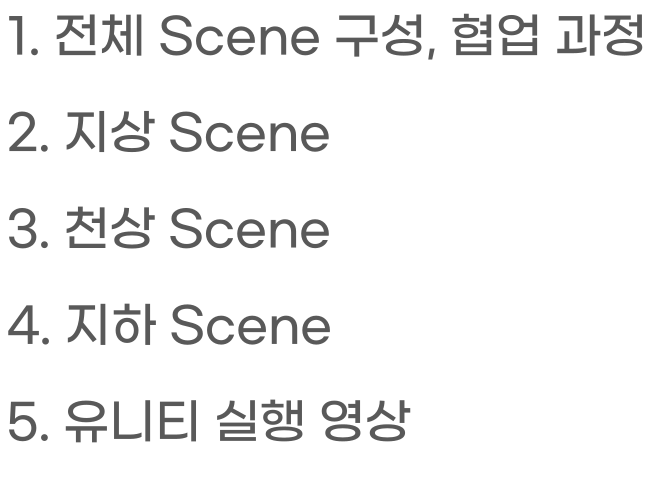 1. 전체 Scene 구성, 협업 과정
2. 지상 Scene
3. 천상 Scene
4. 지하 Scene
5. 유니티 실행 영상